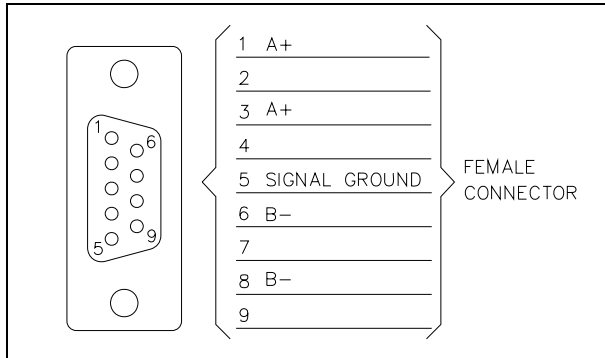 1
6
5
9
1 A+
2
3 A+
4
5 SIGNAL GROUND
6 B–
7
8 B–
9
FEMALE
CONNECTOR